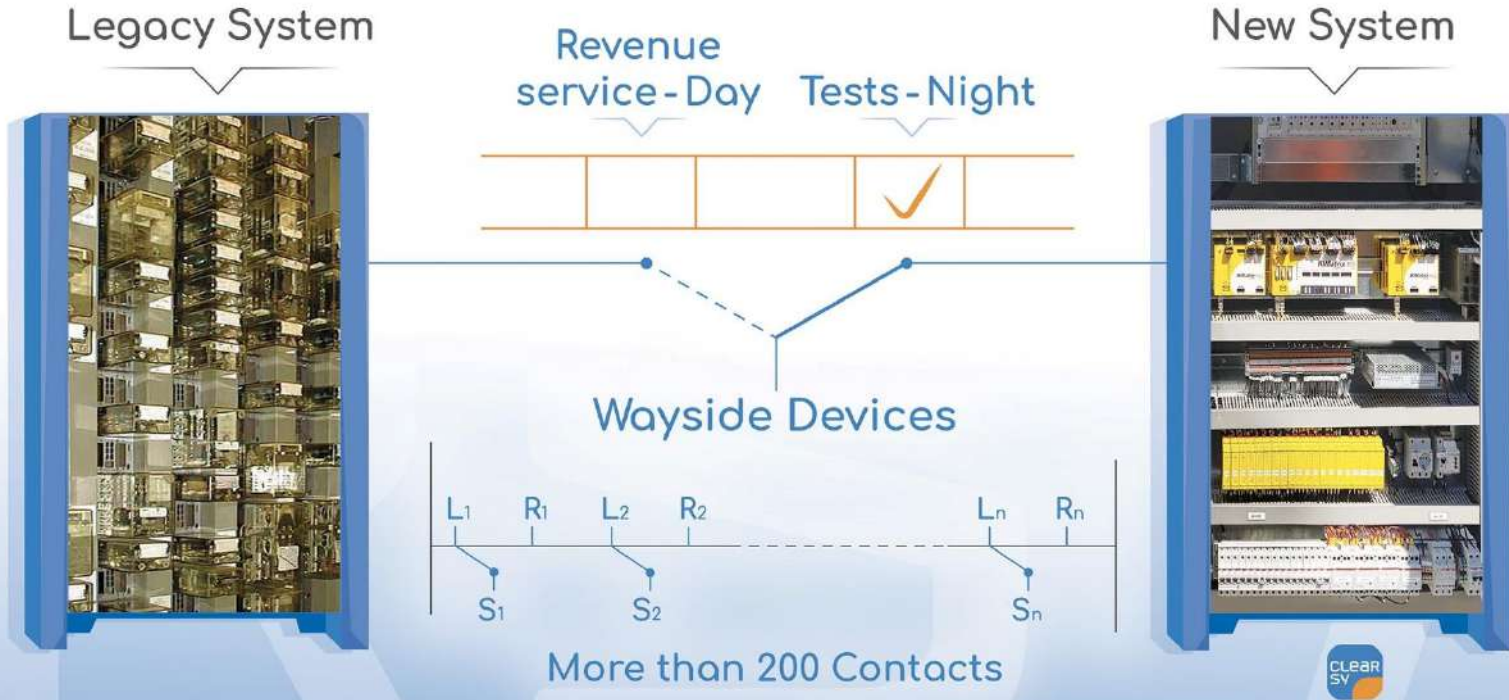 Legacy System
Revenue
service-Day
Tests-Night
New System
Wayside Devices
L1
R1
L2
R2
Ln
Rn
S1
S2
Sn
More than 200 Contacts
CLEAR
SY